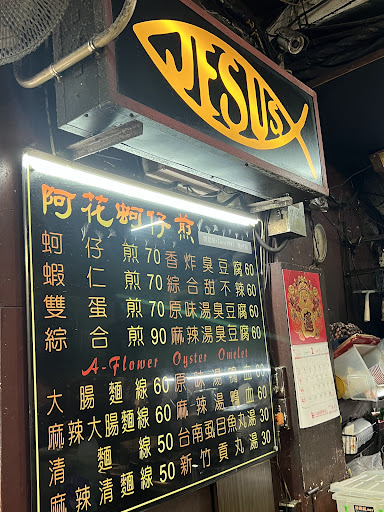 JESUS
阿花蚵仔煎
蚵仔煎70 香炸臭豆腐60
蝦仁煎70 綜合甜不辣60
雙蛋煎70 原味湯臭豆腐60
綜合煎90 麻辣湯臭豆腐60
A-Flower Oyster Omelet
大腸麵線60 原味湯鴨血60
麻辣大腸麵線60 麻辣湯鴨血60
清麵線50 台南虱目魚丸湯30
麻辣清麵線50 新竹貢丸湯30